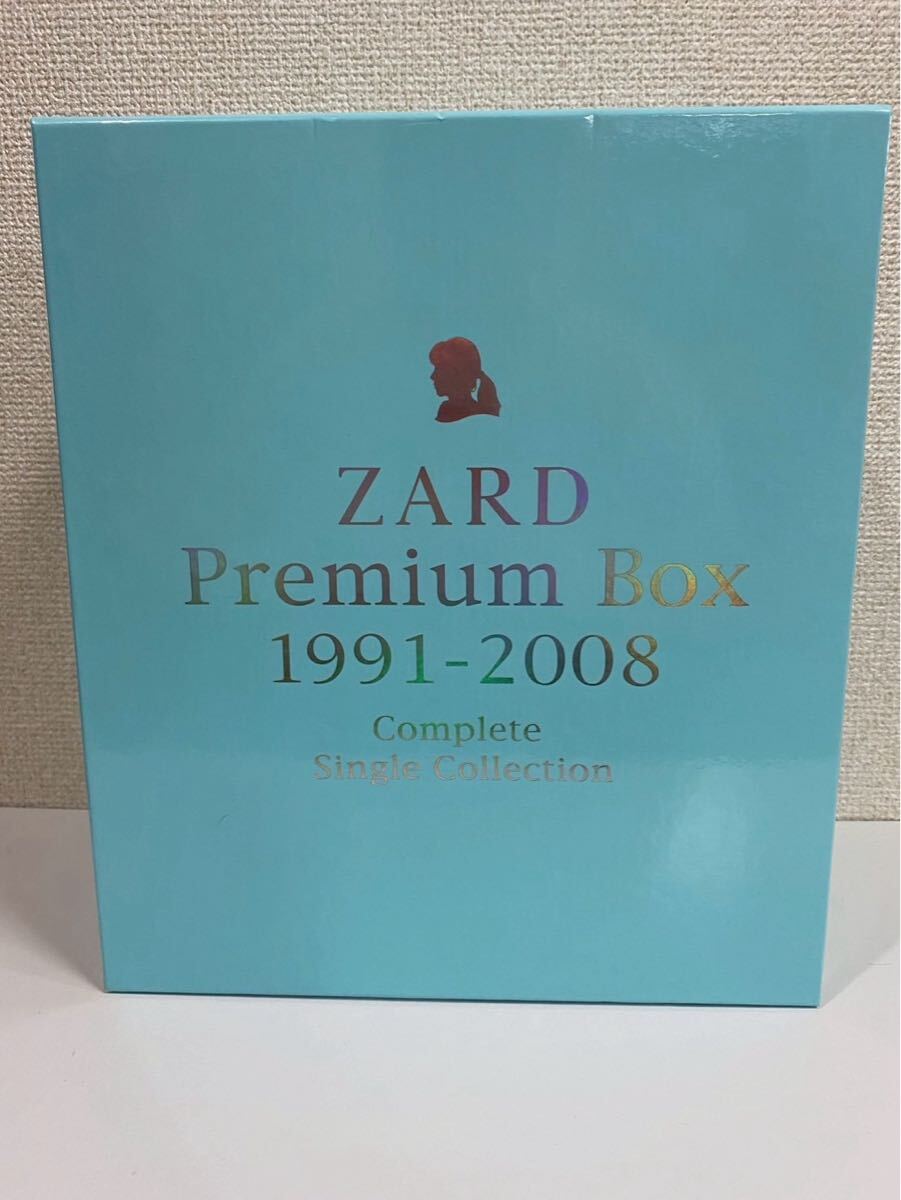 ZARD
Premium Box
1991-2008
Complete
Single Collection